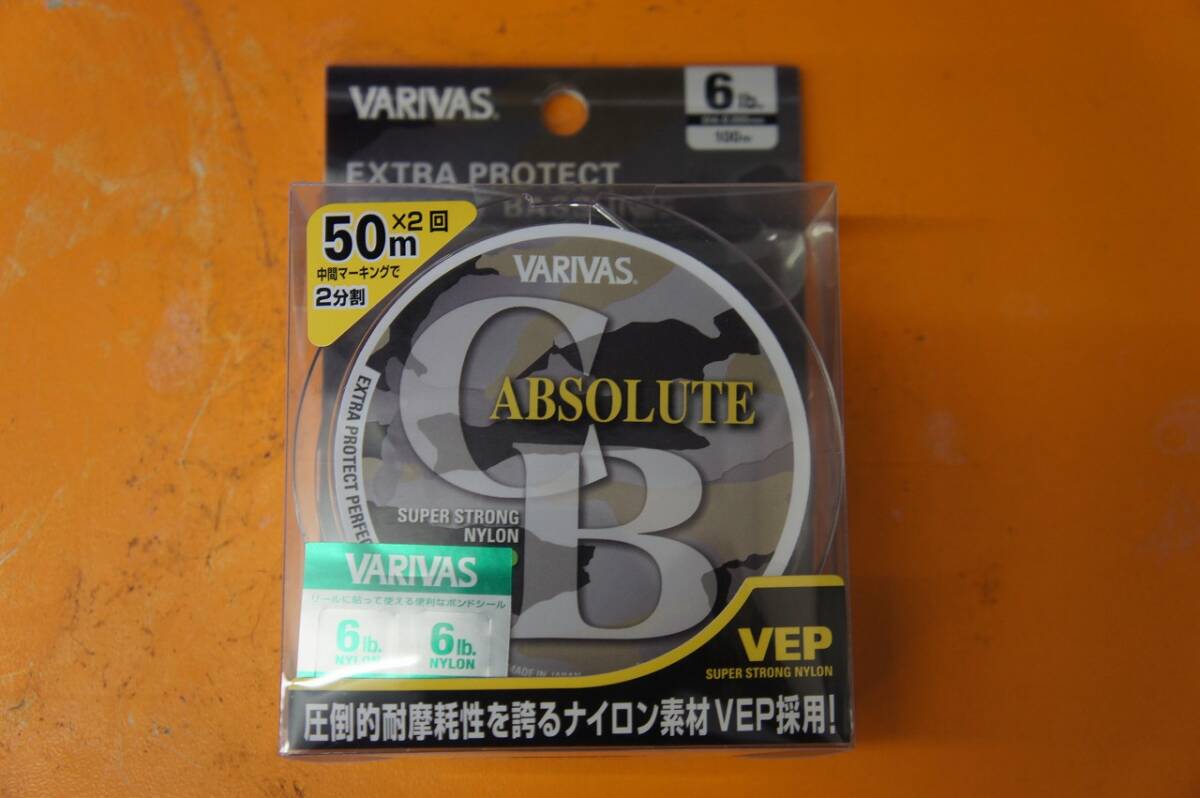 VARIVAS
6lb.
100m
EXTRA PROTECT
50m×2回
中間マーキングで
2分割
VARIVAS
CB
ABSOLUTE
EXTRA PROTECT PERFEC
SUPER STRONG
NYLON
VARIVAS
リールに貼って使える便利なボンドシール
6lb. 6lb.
NYLON NYLON
MADE IN JAPAN
VEP
SUPER STRONG NYLON
圧倒的耐摩耗性を誇るナイロン素材VEP採用!